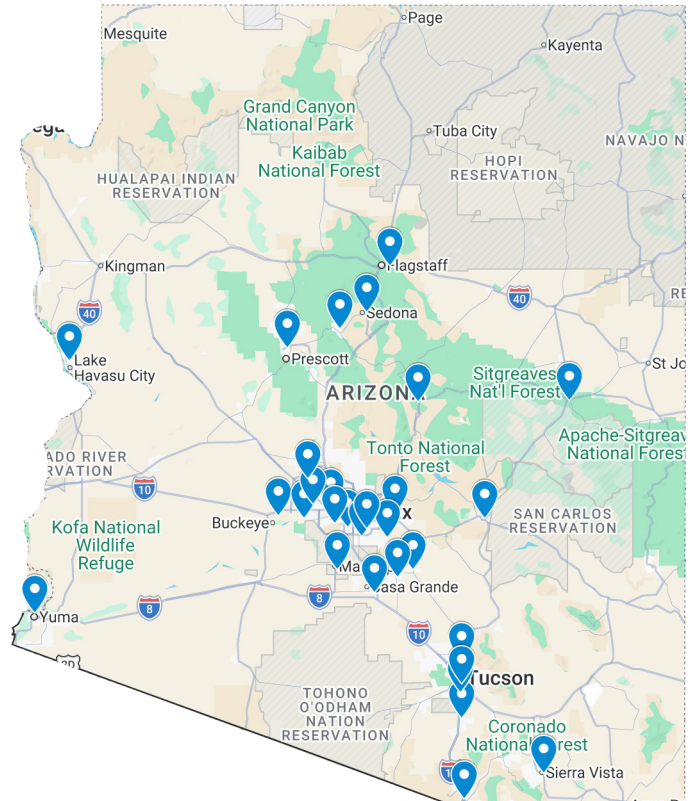 Page
Mesquite
Kayenta
Grand Canyon
National Park
Tuba City
NAVAJO N
Kaibab
National Forest
HOPI
RESERVATION
HUALAPAI INDIAN
RESERVATION
Kingman
Flagstaff
40
40
Sedona
Lake
Havasu City
Prescott
St Jo
Sitgreaves
Nat'l Forest
ARIZONA
Tonto National
Forest
Apache-Sitgreav
National Forest
ADO RIVER
RVATION
10
SAN CARLOS
RESERVATION
Buckeye
x
Kofa National
Wildlife
Refuge
Ma
Casa Grande
8
8
Yuma
10
Tucson
TOHONO
O'ODHAM
NATION
RESERVATION
Coronado
National Forest
Sierra Vista